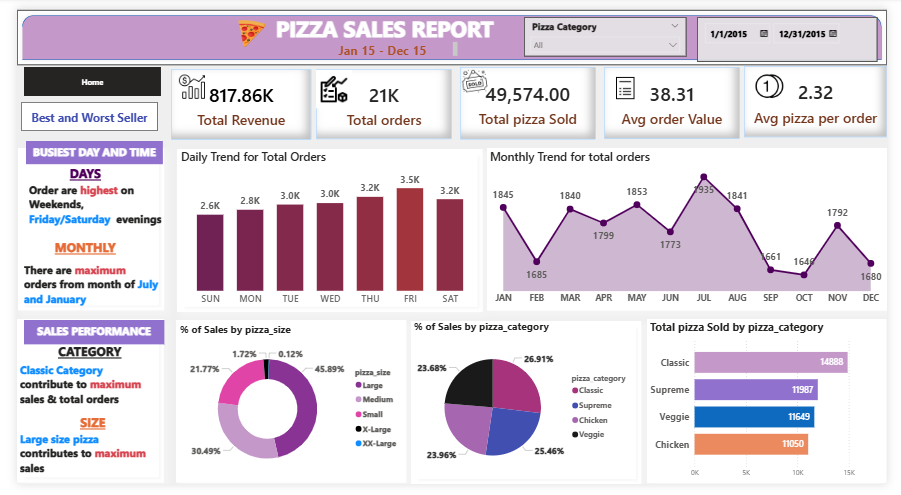 PIZZA SALES REPORT
Jan 15 - Dec 15
Pizza Category
All
1/1/2015
12/31/2015
Home
Best and Worst Seller
817.86K
Total Revenue
21K
Total orders
SOLD
49,574.00
Total pizza Sold
38.31
Avg order Value
1
2.32
Avg pizza per order
BUSIEST DAY AND TIME
DAYS
Order are highest on
Weekends,
Friday/Saturday evenings
MONTHLY
There are maximum
orders from month of July
and January
Daily Trend for Total Orders
2.6K
2.8K
3.0K
3.0K
3.2K
3.5K
3.2K
SUN MON TUE WED THU FRI SAT
Monthly Trend for total orders
1845
1685
1840
1799
1853
1773
1935
1841
1661
1646
1792
1680
JAN FEB MAR APR MAY JUN JUL AUG SEP OCT NOV DEC
SALES PERFORMANCE
CATEGORY
Classic Category
contribute to maximum
sales & total orders
SIZE
Large size pizza
contributes to maximum
sales
% of Sales by pizza_size
1.72%
0.12%
21.77%
45.89%
30.49%
pizza_size
Large
Medium
Small
X-Large
XX-Large
% of Sales by pizza_category
26.91%
23.68%
23.96%
25.46%
pizza_category
Classic
Supreme
Chicken
Veggie
Total pizza Sold by pizza_category
Classic 14888
Supreme 11987
Veggie 11649
Chicken 11050
0K 5K 10K 15K